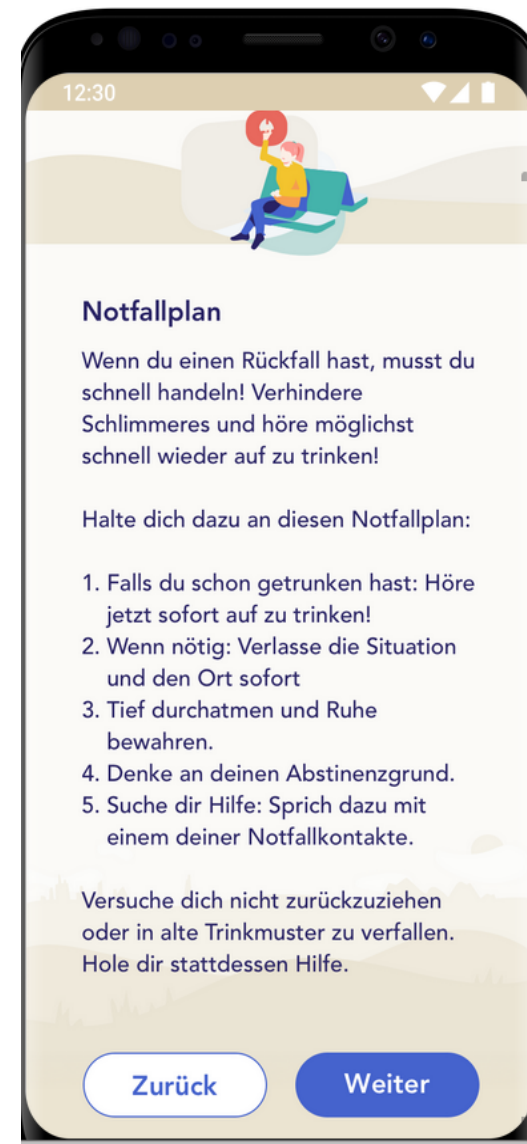 12:30
Notfallplan
Wenn du einen Rückfall hast, musst du
schnell handeln! Verhindere
Schlimmeres und höre möglichst
schnell wieder auf zu trinken!
Halte dich dazu an diesen Notfallplan:
1. Falls du schon getrunken hast: Höre
jetzt sofort auf zu trinken!
2. Wenn nötig: Verlasse die Situation
und den Ort sofort
3. Tief durchatmen und Ruhe
bewahren.
4. Denke an deinen Abstinenzgrund.
5. Suche dir Hilfe: Sprich dazu mit
einem deiner Notfallkontakte.
Versuche dich nicht zurückzuziehen
oder in alte Trinkmuster zu verfallen.
Hole dir stattdessen Hilfe.
Zurück
Weiter